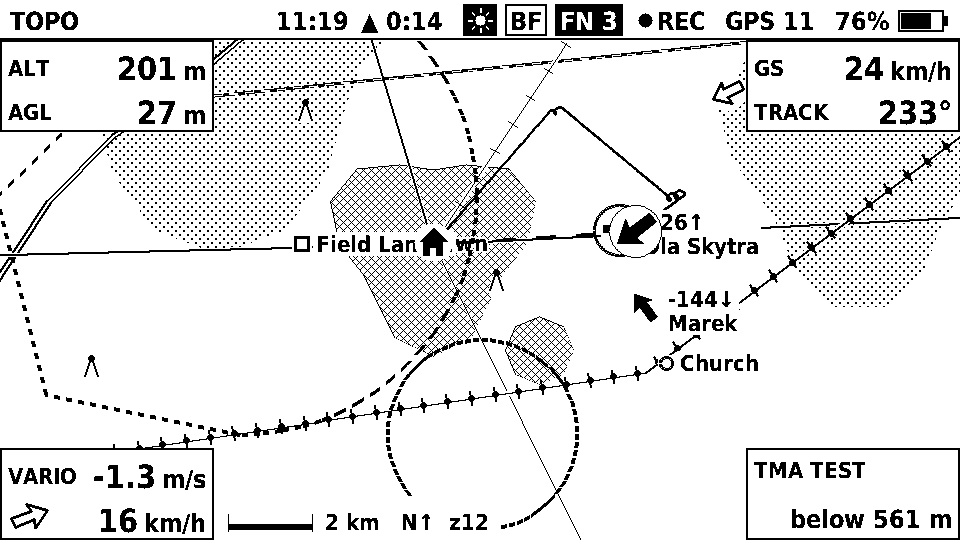 TOPO 11:19 ▲ 0:14 BF FN 3 ●REC GPS 11 76%
ALT 201 m
AGL 27 m
GS 24 km/h
TRACK 233°
26↑
la Skytra
Field Lan wn
-144↓
Marek
Church
VARIO -1.3 m/s
16 km/h
2 km N↑ z12
TMA TEST
below 561 m